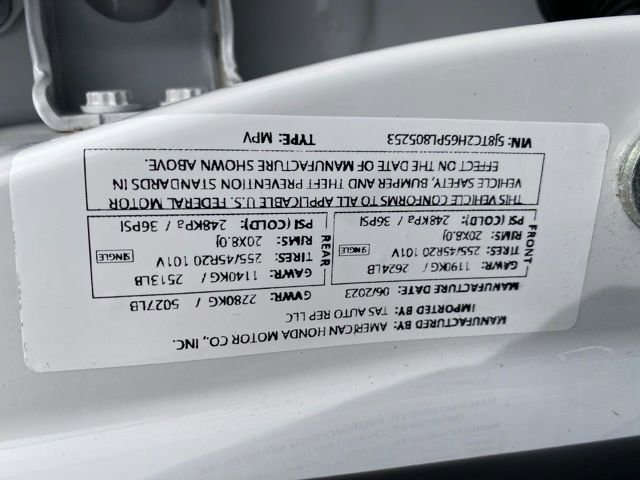 MANUFACTURED BY: AMERICAN HONDA MOTOR CO., INC.
IMPORTED BY: TAS AUTO REP LLC
MANUFACTURE DATE: 06/2023 GVWR: 2280KG / 5027LB
FRONT
GAWR: 1190KG / 2624LB
TIRES: 255/45R20 101V SINGLE
RIMS: 20X8.0J
PSI (COLD): 248KPa / 36PSI
REAR
GAWR: 1140KG / 2513LB
TIRES: 255/45R20 101V SINGLE
RIMS: 20X8.0J
PSI (COLD): 248KPa / 36PSI
THIS VEHICLE CONFORMS TO ALL APPLICABLE U.S. FEDERAL MOTOR
VEHICLE SAFETY, BUMPER AND THEFT PREVENTION STANDARDS IN
EFFECT ON THE DATE OF MANUFACTURE SHOWN ABOVE.
VIN: 5J8TC2H65PL805253 TYPE: MPV